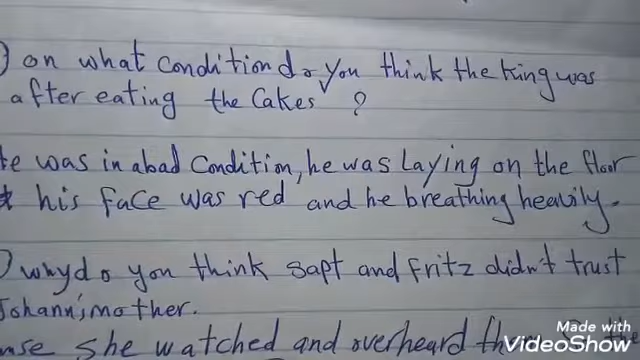 ) on what condition do you think the king was
after eating the cakes ?
He was in a bad condition, he was laying on the floor
& his face was red and he breathing heavily.
) why do you think sapt and fritz didn't trust
Johann's mother.
she watched and overheard
Made with
VideoShow